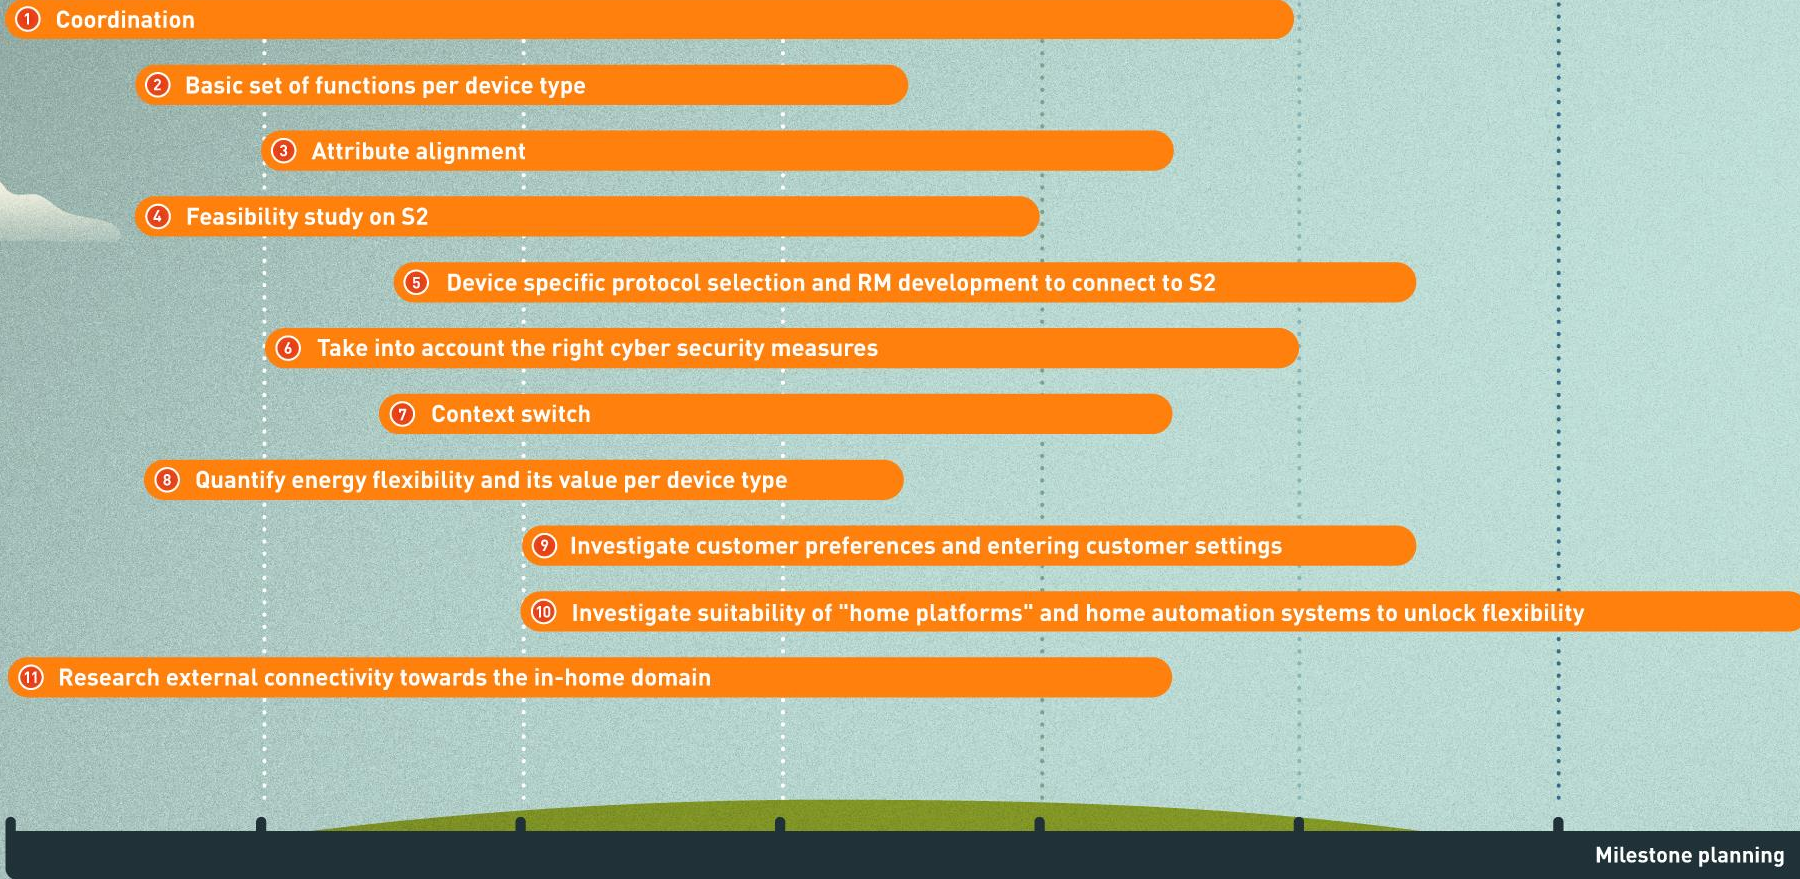 1 Coordination
2 Basic set of functions per device type
3 Attribute alignment
4 Feasibility study on S2
5 Device specific protocol selection and RM development to connect to S2
6 Take into account the right cyber security measures
7 Context switch
8 Quantify energy flexibility and its value per device type
9 Investigate customer preferences and entering customer settings
10 Investigate suitability of "home platforms" and home automation systems to unlock flexibility
11 Research external connectivity towards the in-home domain
Milestone planning